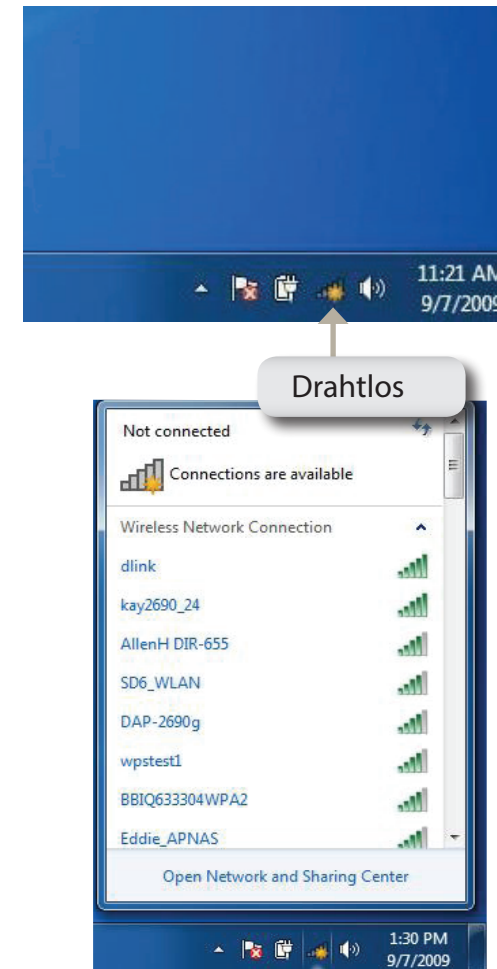 11:21 AM
9/7/2009
Drahtlos
Not connected
Connections are available
Wireless Network Connection
dlink
kay2690_24
AllenH DIR-655
SD6_WLAN
DAP-2690g
wpstest1
BBIQ633304WPA2
Eddie_APNAS
Open Network and Sharing Center
1:30 PM
9/7/2009